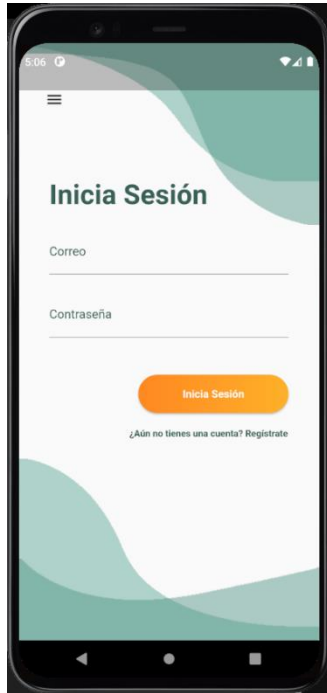 5:06
Inicia Sesión
Correo
Contraseña
Inicia Sesión
¿Aún no tienes una cuenta? Regístrate